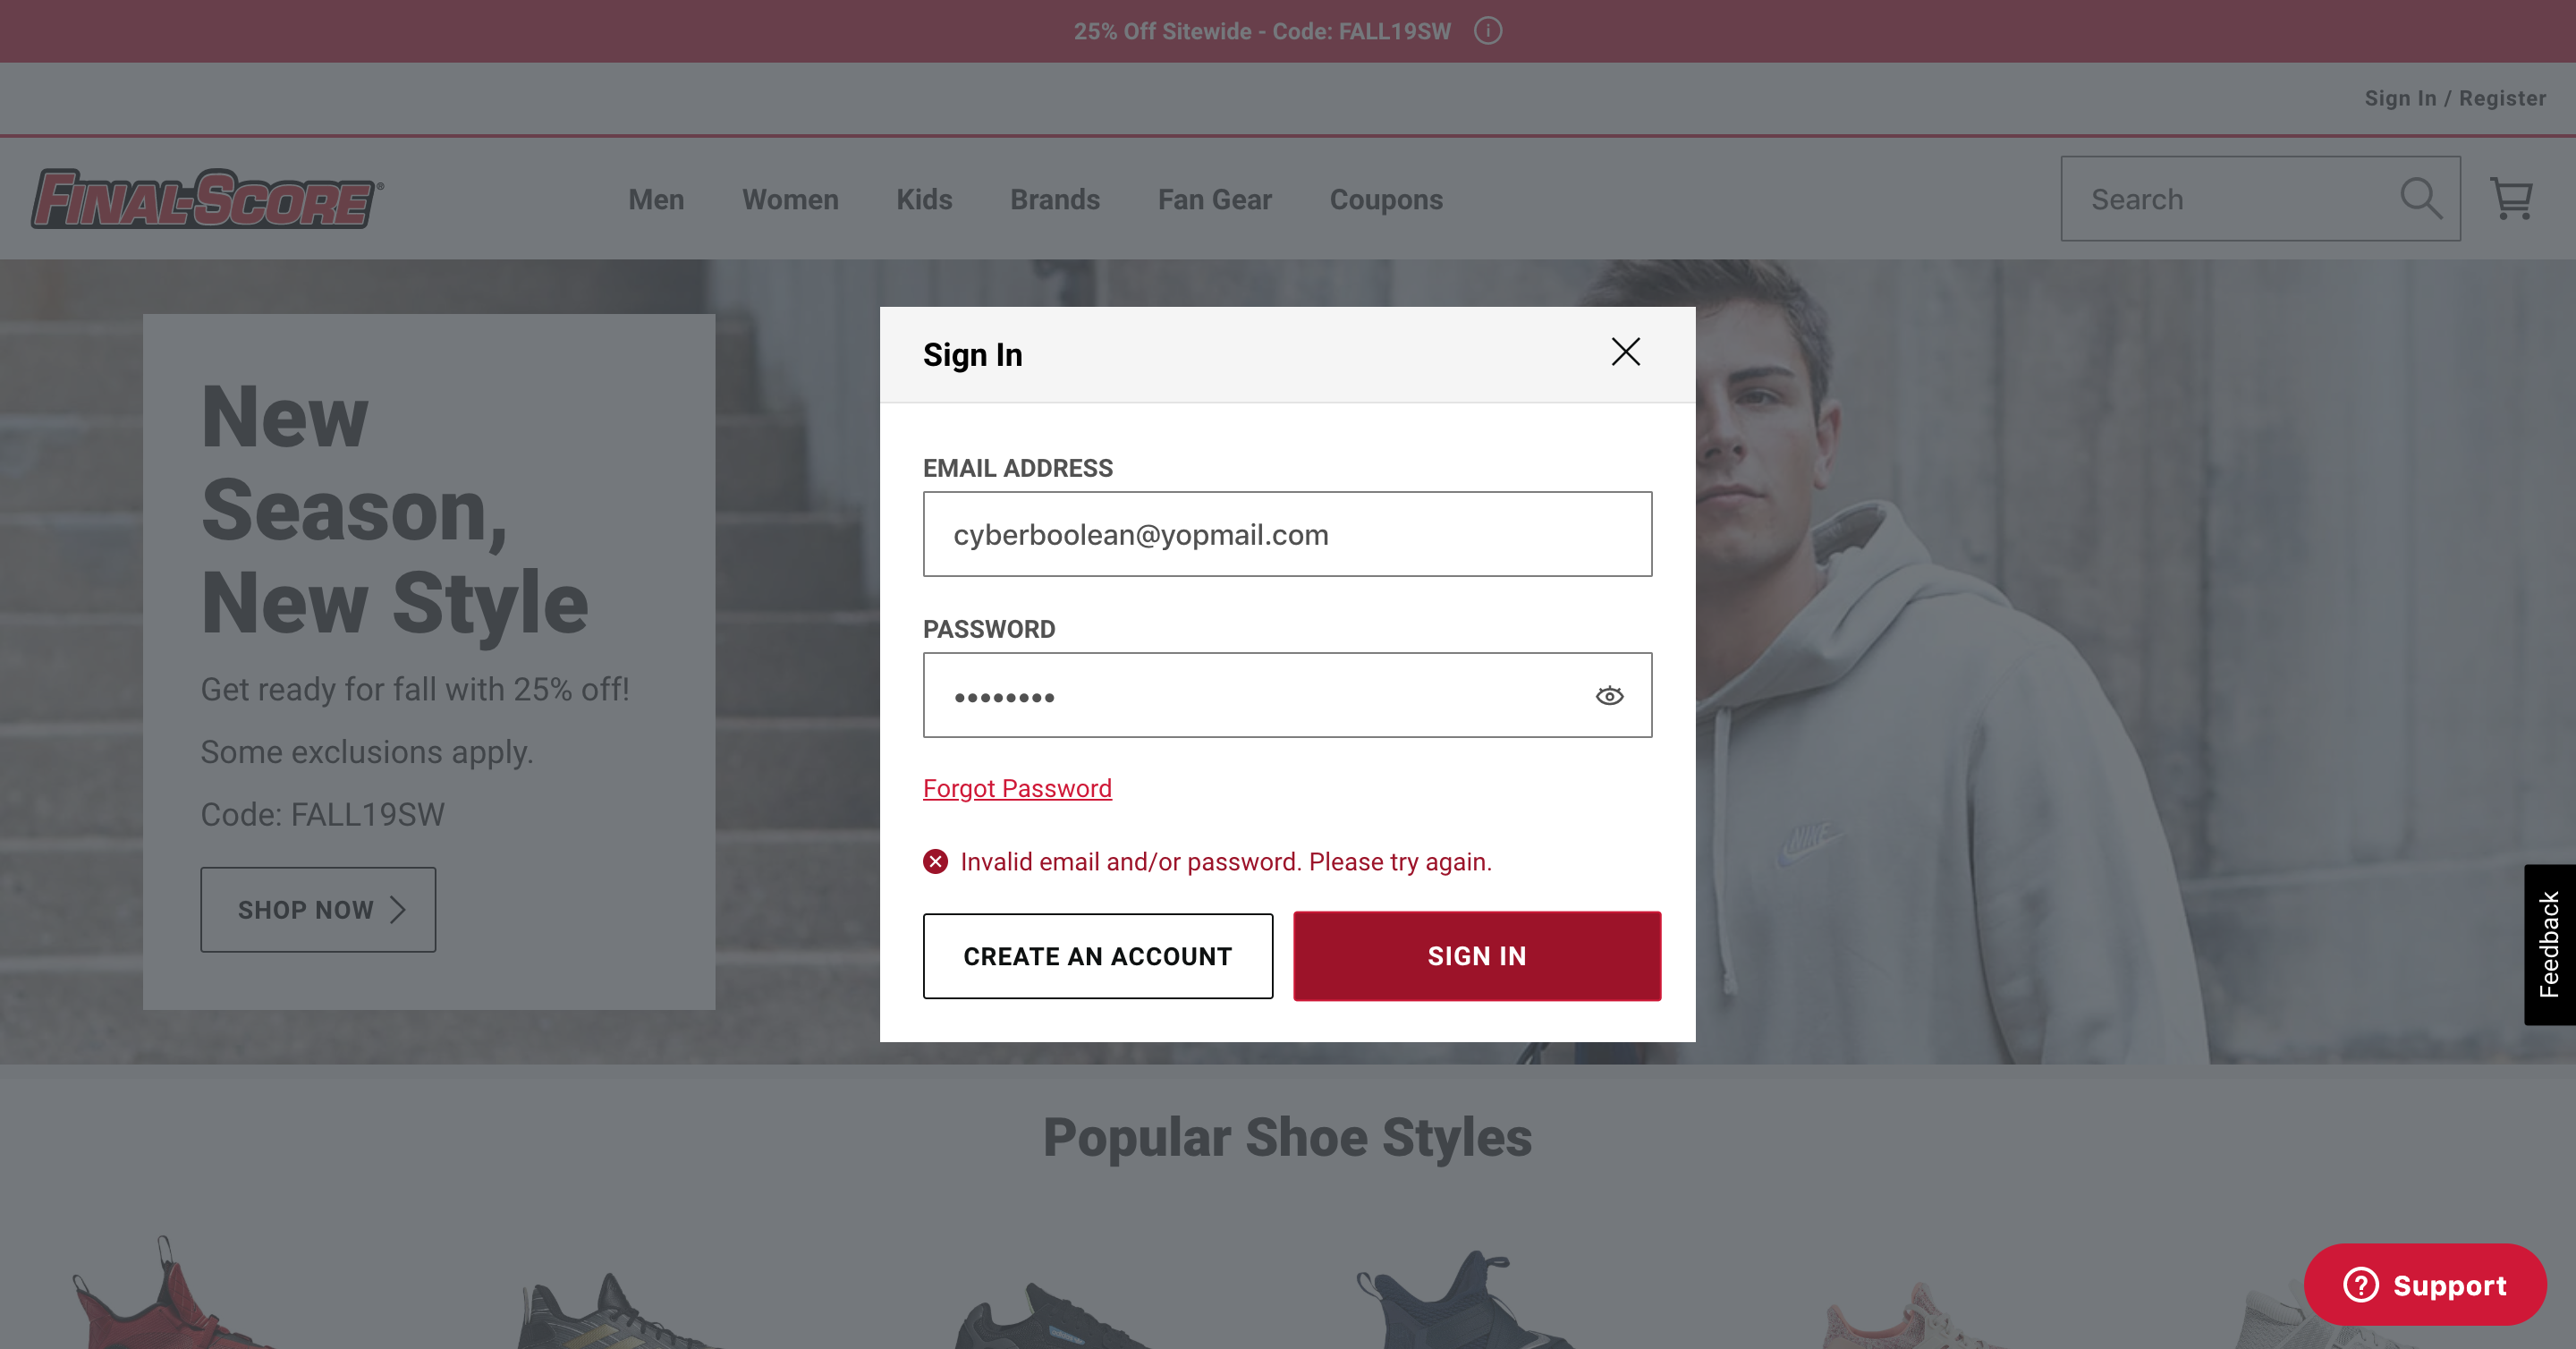 25% Off Sitewide - Code: FALL19SW
Sign In / Register
FINAL-SCORE®
Men Women Kids Brands Fan Gear Coupons
Search
New
Season,
New Style
Get ready for fall with 25% off!
Some exclusions apply.
Code: FALL19SW
SHOP NOW
Sign In
EMAIL ADDRESS
cyberboolean@yopmail.com
PASSWORD
••••••••
Forgot Password
Invalid email and/or password. Please try again.
CREATE AN ACCOUNT SIGN IN
NIKE
Feedback
Popular Shoe Styles
Support